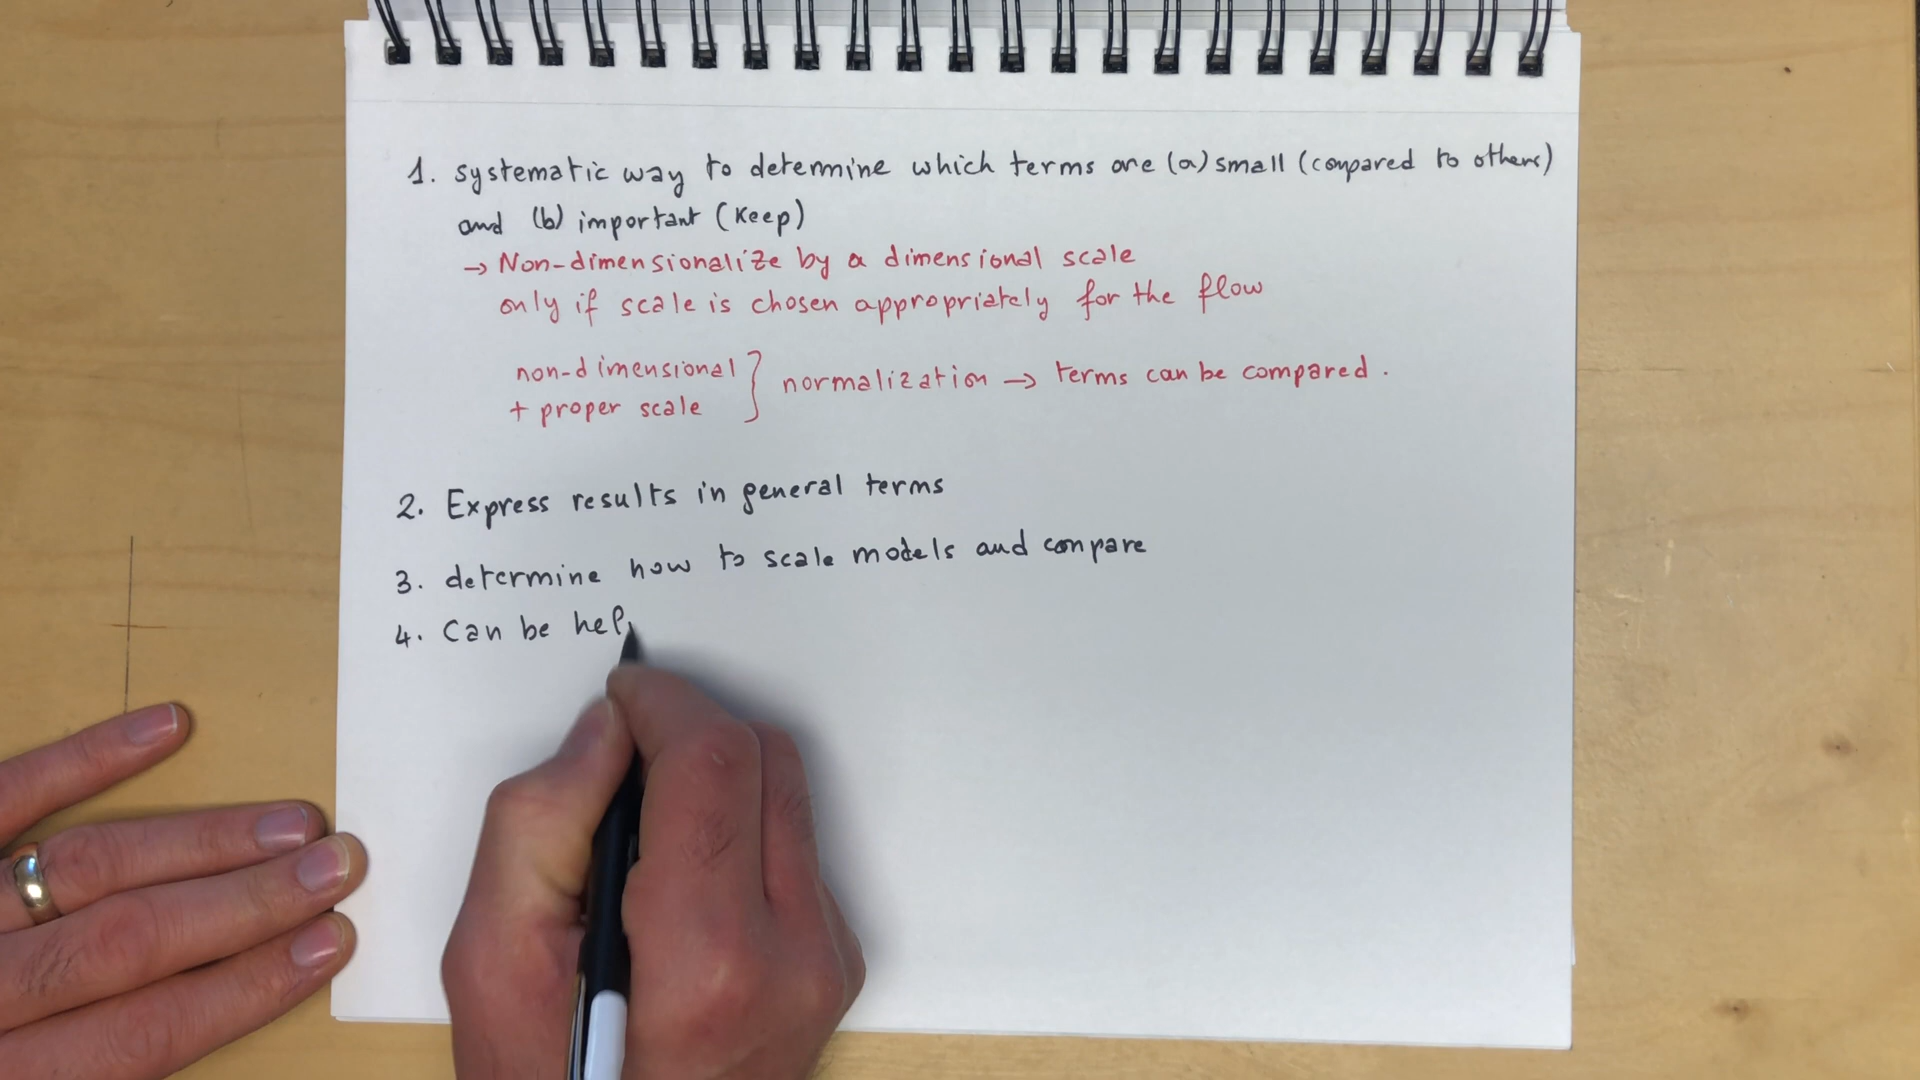 1. systematic way to determine which terms are (a) small (compared to others)
and (b) important (keep)
→ Non-dimensionalize by a dimensional scale
only if scale is chosen appropriately for the flow
non-dimensional } normalization → terms can be compared.
+ proper scale
2. Express results in general terms
3. determine how to scale models and compare
4. Can be help